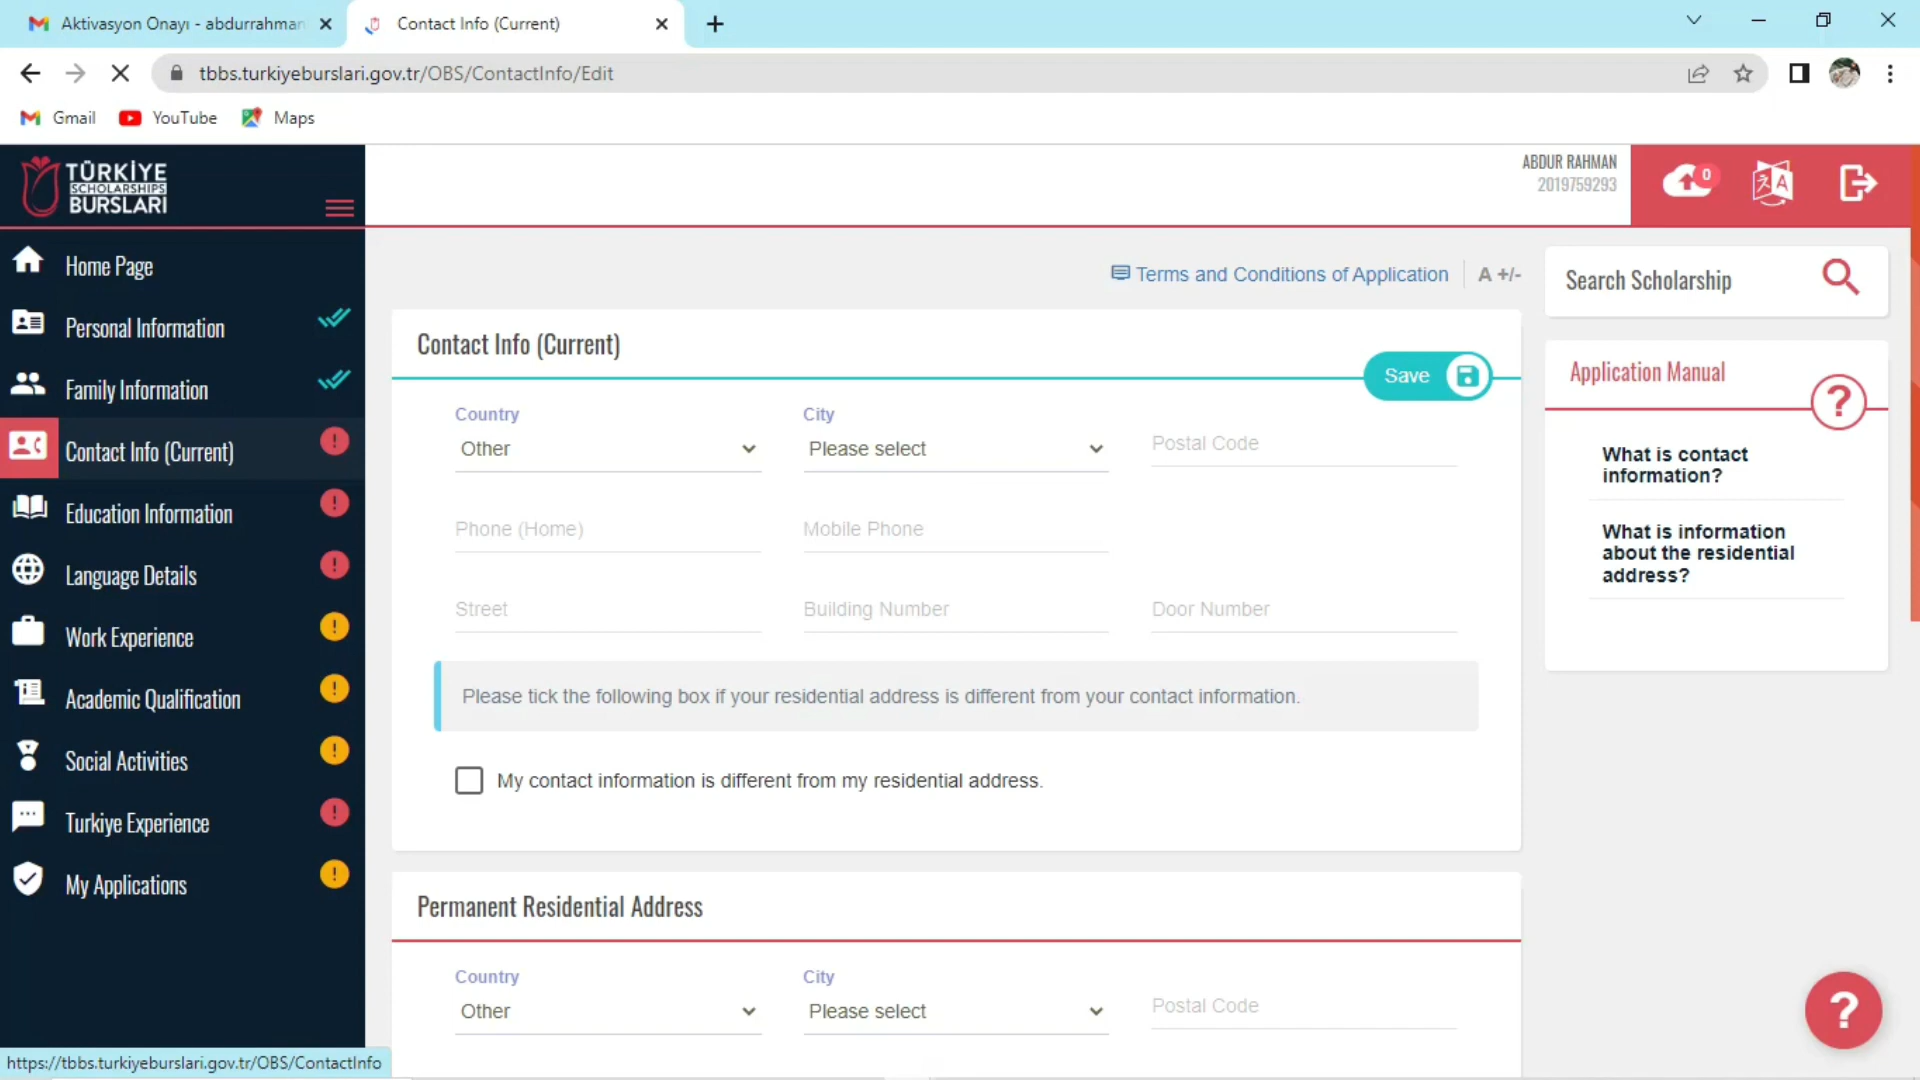 Aktivasyon Onayı - abdurrahman
Contact Info (Current)
tbbs.turkiyeburslari.gov.tr/OBS/ContactInfo/Edit
Gmail
YouTube
Maps
TÜRKİYE
SCHOLARSHIPS
BURSLARI
ABDUR RAHMAN
2019759293
0
Home Page
Personal Information
Family Information
Contact Info (Current)
Education Information
Language Details
Work Experience
Academic Qualification
Social Activities
Turkiye Experience
My Applications
Terms and Conditions of Application
A +/-
Contact Info (Current)
Save
Country
City
Other
Please select
Postal Code
Phone (Home)
Mobile Phone
Street
Building Number
Door Number
Please tick the following box if your residential address is different from your contact information.
My contact information is different from my residential address.
Permanent Residential Address
Country
City
Other
Please select
Postal Code
Search Scholarship
Application Manual
?
What is contact
information?
What is information
about the residential
address?
?
https://tbbs.turkiyeburslari.gov.tr/OBS/ContactInfo